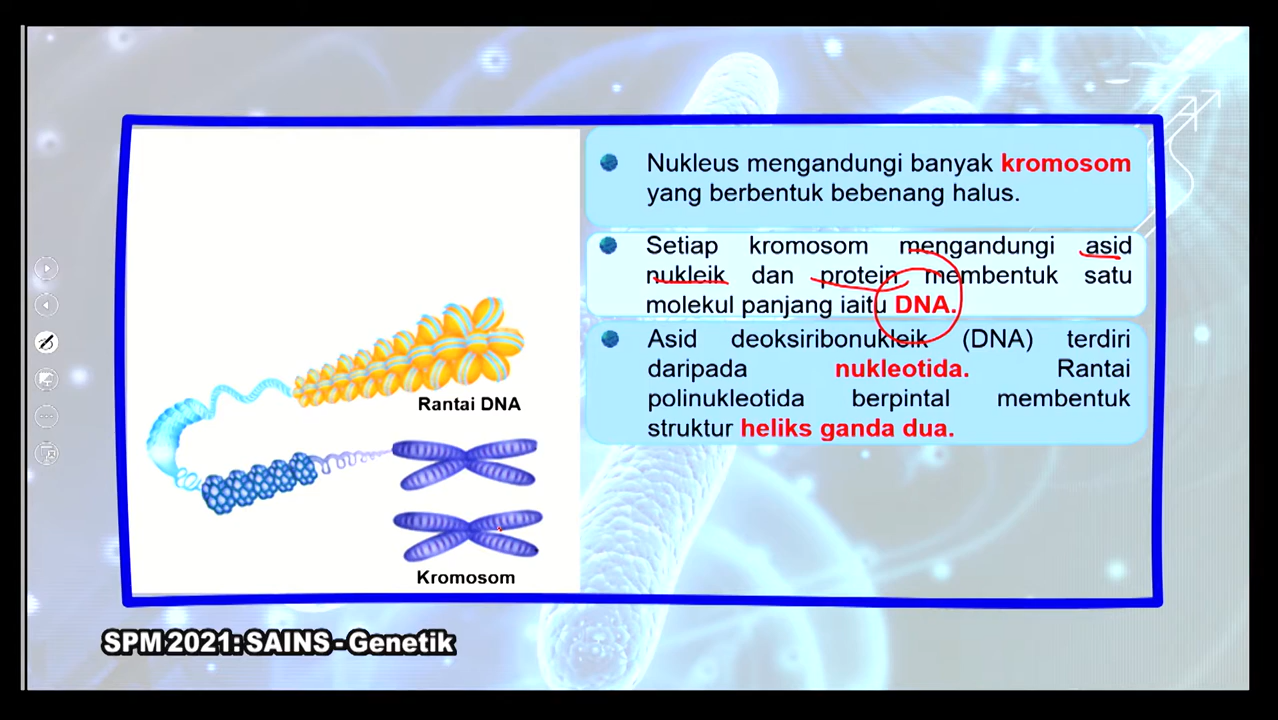 Nukleus mengandungi banyak kromosom
yang berbentuk bebenang halus.
Setiap kromosom mengandungi asid
nukleik dan protein membentuk satu
molekul panjang iaitu DNA.
Asid deoksiribonukleik (DNA) terdiri
daripada nukleotida. Rantai
polinukleotida berpintal membentuk
struktur heliks ganda dua.
Rantai DNA
Kromosom
SPM 2021: SAINS - Genetik